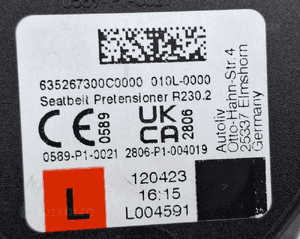 635267300C0000 010L-0000
Seatbelt Pretensioner R230.2
CE 0589
UK CA 2806
0589-P1-0021 2806-P1-004019
Autoliv
Otto-Hahn-Str.4
25337 Elmshorn
Germany
L
120423
16:15
L004591